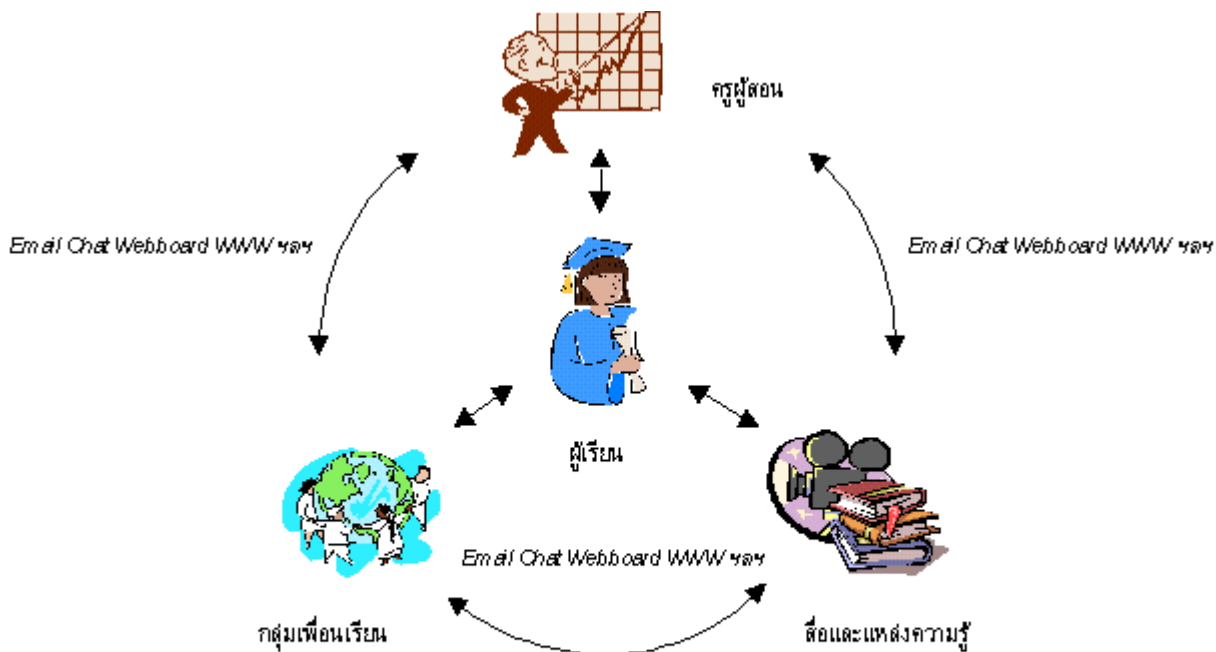 ครูผู้สอน
Email Chat Webboard WWW ฯลฯ
Email Chat Webboard WWW ฯลฯ
ผู้เรียน
Email Chat Webboard WWW ฯลฯ
กลุ่มเพื่อนเรียน
สื่อและแหล่งความรู้